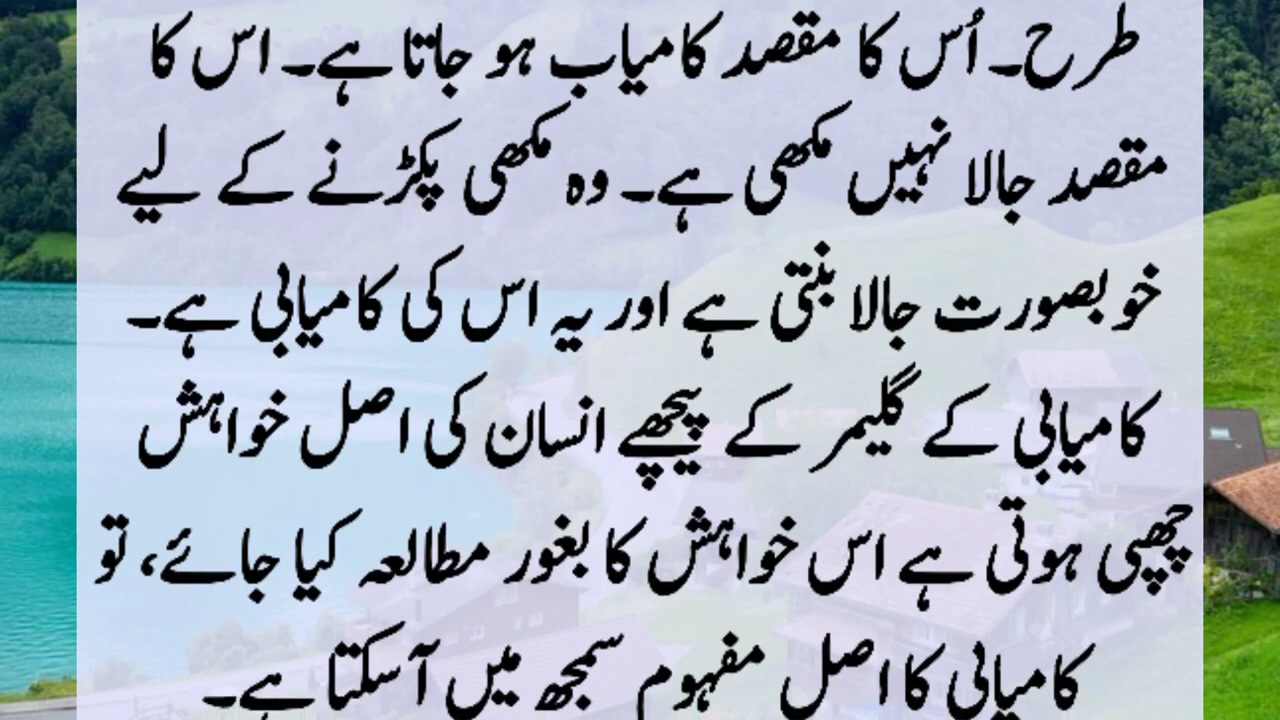 طرح۔ اُس کا مقصد کامیاب ہو جاتا ہے۔ اس کا
مقصد جالا نہیں مکھی ہے۔ وہ مکھی پکڑنے کے لیے
خوبصورت جالا بنتی ہے اور یہ اس کی کامیابی ہے۔
کامیابی کے گلیمر کے پیچھے انسان کی اصل خواہش
چھپی ہوتی ہے اس خواہش کا بغور مطالعہ کیا جائے، تو
کامیابی کا اصل مفہوم سمجھ میں آسکتا ہے۔